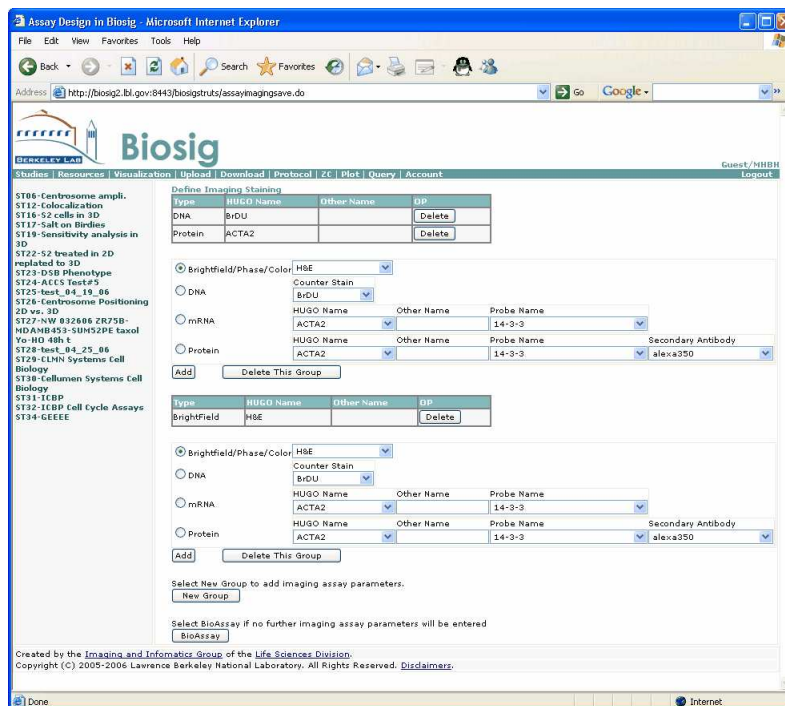 Assay Design in Biosig - Microsoft Internet Explorer
File Edit View Favorites Tools Help
Back Search Favorites
Address http://biosig2.lbl.gov:8443/biosigstruts/assayimagingsave.do Go Google
BERKELEY LAB
Biosig
Guest/MHBH
Studies | Resources | Visualization | Upload | Download | Protocol | ZC | Plot | Query | Account Logout
ST06-Centrosome ampli.
ST12-Colocalization
ST16-S2 cells in 3D
ST17-Salt on Birdies
ST19-Sensitivity analysis in
3D
ST22-S2 treated in 2D
replated to 3D
ST23-DSB Phenotype
ST24-ACCS Test#5
ST25-test_04_19_06
ST26-Centrosome Positioning
2D vs. 3D
ST27-NW 032606 ZR75B-
MDAMB453-SUM52PE taxol
Yo-HO 48h t
ST28-test_04_25_06
ST29-CLMN Systems Cell
Biology
ST30-Cellumen Systems Cell
Biology
ST31-ICBP
ST32-ICBP Cell Cycle Assays
ST34-GEEEE
Define Imaging Staining
Type HUGO Name Other Name OP
DNA BrDU Delete
Protein ACTA2 Delete
Brightfield/Phase/Color H&E
Counter Stain
DNA BrDU
HUGO Name Other Name Probe Name
mRNA ACTA2 14-3-3
HUGO Name Other Name Probe Name Secondary Antibody
Protein ACTA2 14-3-3 alexa350
Add Delete This Group
Type HUGO Name Other Name OP
BrightField H&E Delete
Brightfield/Phase/Color H&E
Counter Stain
DNA BrDU
HUGO Name Other Name Probe Name
mRNA ACTA2 14-3-3
HUGO Name Other Name Probe Name Secondary Antibody
Protein ACTA2 14-3-3 alexa350
Add Delete This Group
Select New Group to add imaging assay parameters.
New Group
Select BioAssay if no further imaging assay parameters will be entered
BioAssay
Created by the Imaging and Infomatics Group of the Life Sciences Division.
Copyright (C) 2005-2006 Lawrence Berkeley National Laboratory. All Rights Reserved. Disclaimers.
Done Internet